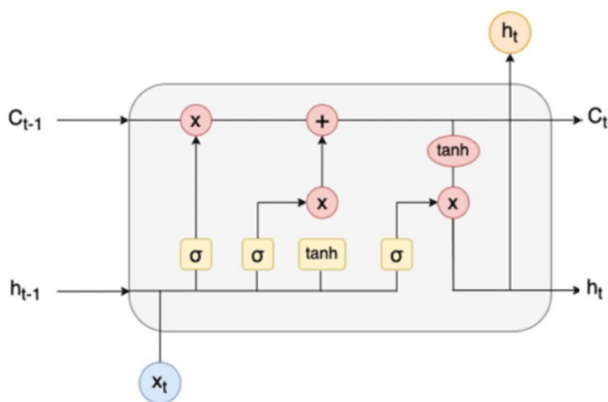 h_t
C_{t-1}
x
+
C_t
tanh
x
x
σ
σ
tanh
σ
h_{t-1}
h_t
x_t